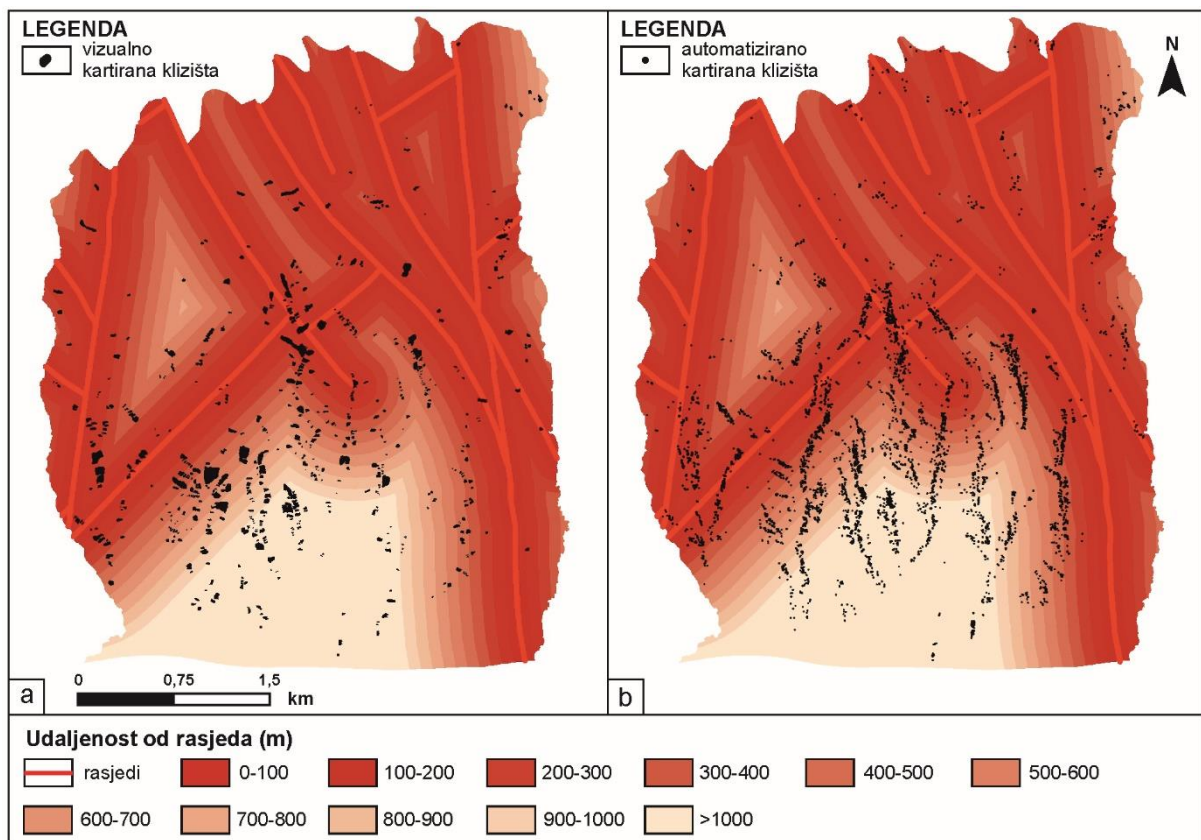 LEGENDA
vizualno
kartirana klizišta
LEGENDA
automatizirano
kartirana klizišta
N
a
0 0,75 1,5
km
b
Udaljenost od rasjeda (m)
rasjedi 0-100 100-200 200-300 300-400 400-500 500-600
600-700 700-800 800-900 900-1000 >1000